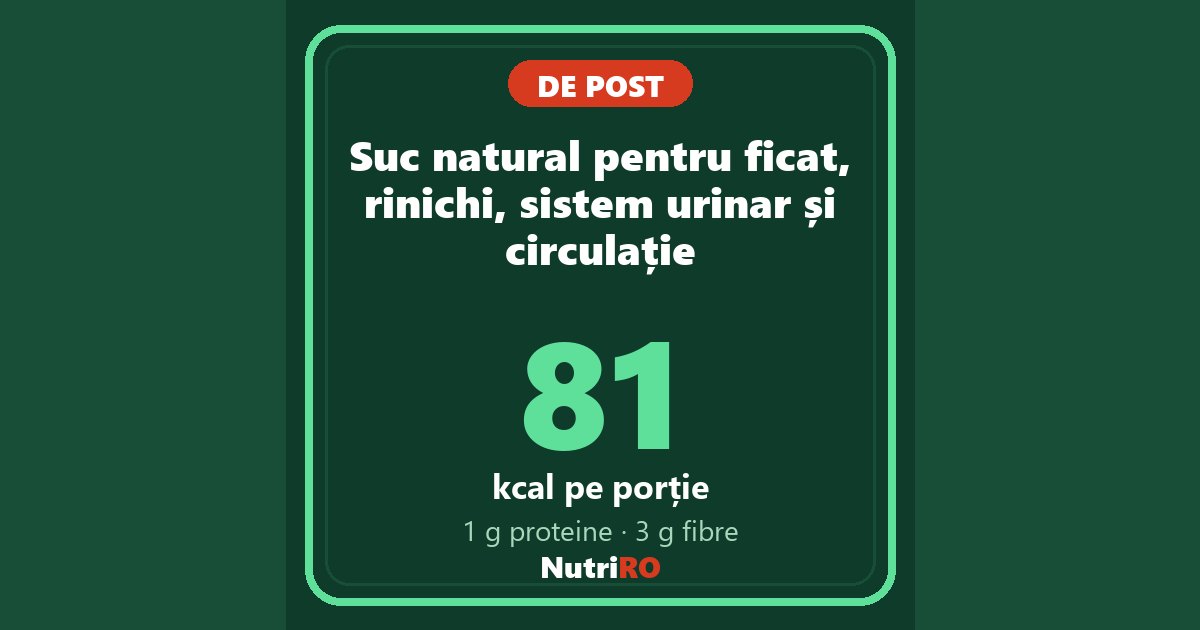 DE POST
Suc natural pentru ficat,
rinichi, sistem urinar și
circulație
81
kcal pe porție
1 g proteine · 3 g fibre
NutriRO